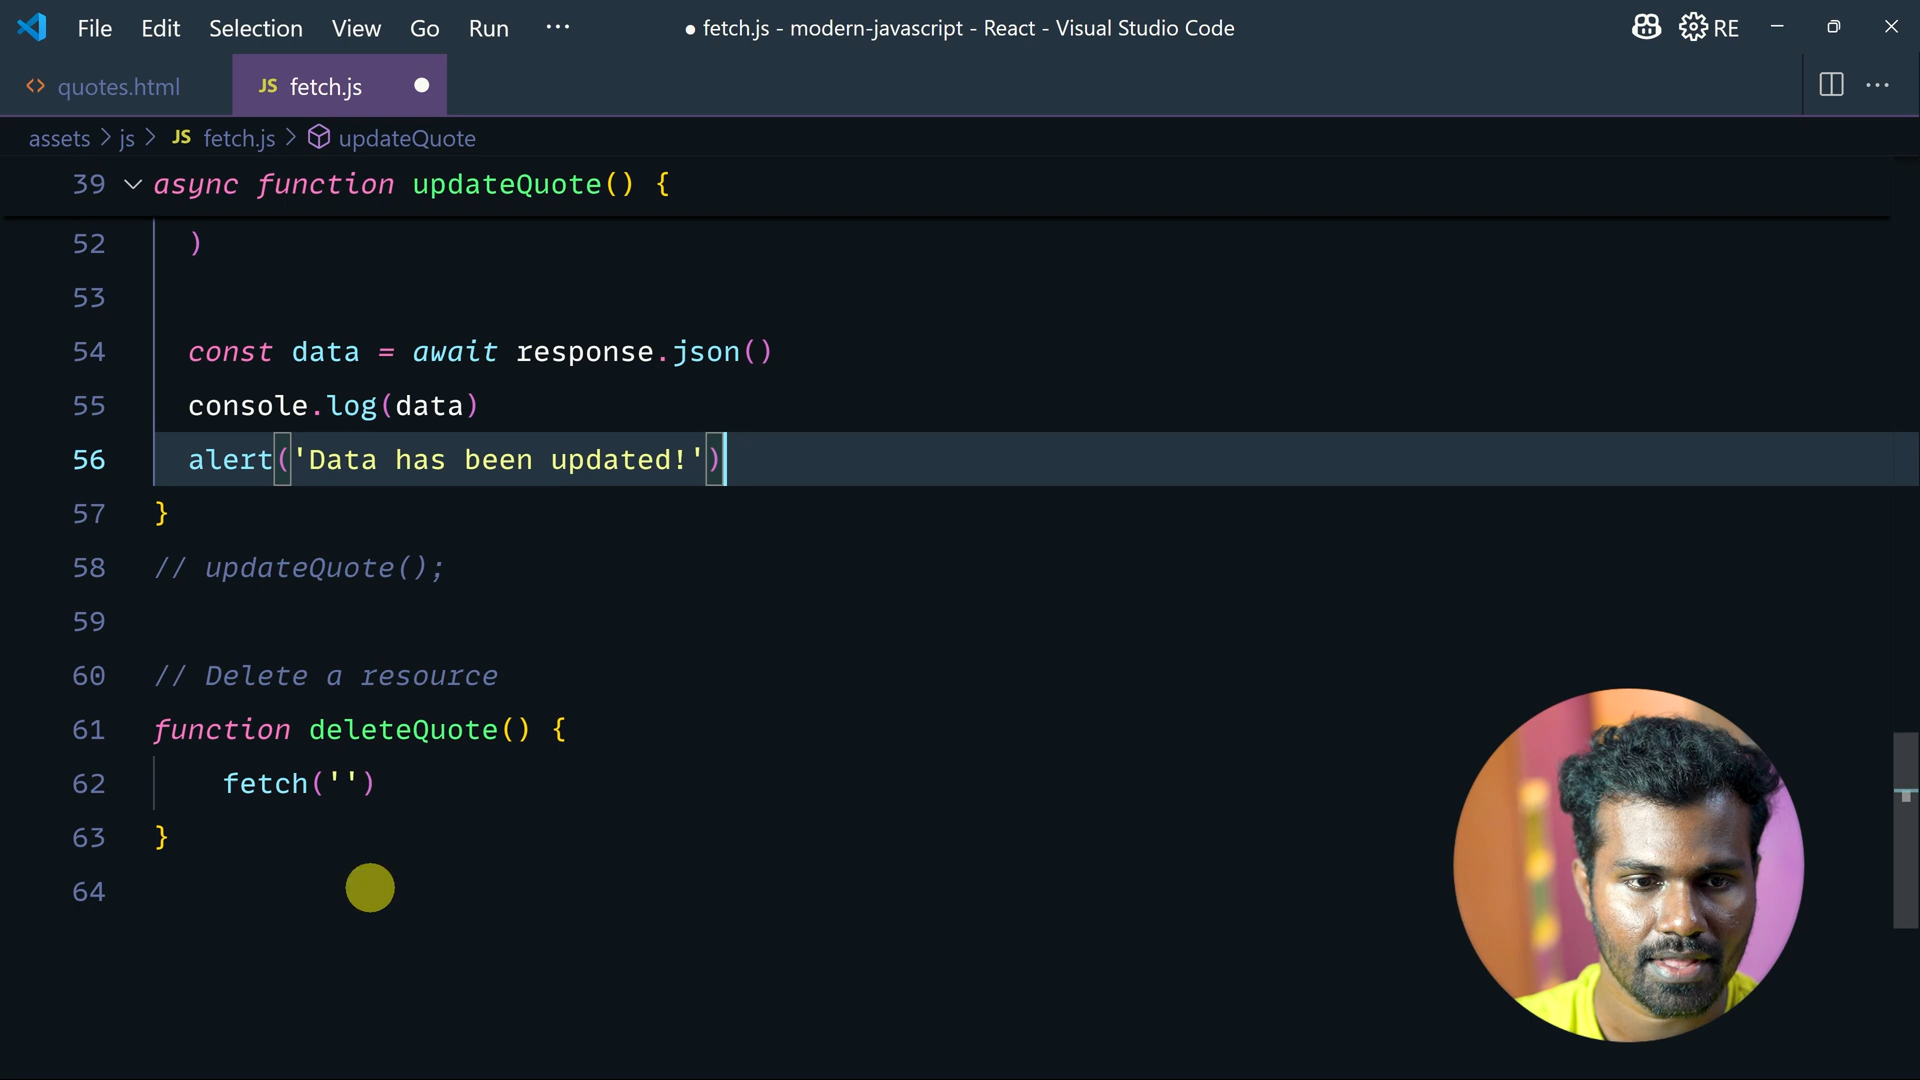 File Edit Selection View Go Run ··· ● fetch.js - modern-javascript - React - Visual Studio Code RE
<> quotes.html JS fetch.js ● ···
assets > js > JS fetch.js > updateQuote
39 async function updateQuote() {
52 )
53
54 const data = await response.json()
55 console.log(data)
56 alert('Data has been updated!')
57 }
58 // updateQuote();
59
60 // Delete a resource
61 function deleteQuote() {
62 fetch('')
63 }
64